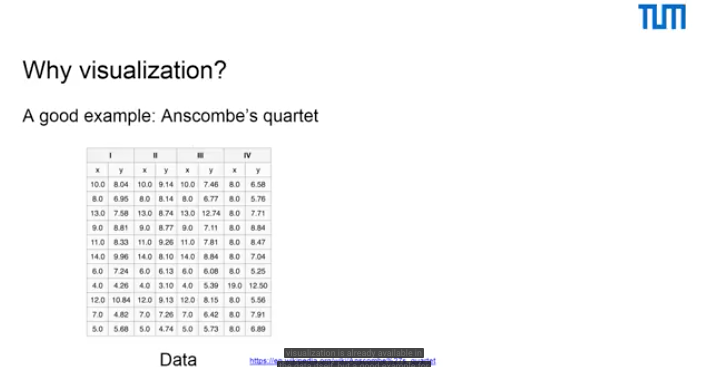 TUM
Why visualization?
A good example: Anscombe's quartet
I II III IV
x y x y x y x y
10.0 8.04 10.0 9.14 10.0 7.46 8.0 6.58
8.0 6.95 8.0 8.14 8.0 6.77 8.0 5.76
13.0 7.58 13.0 8.74 13.0 12.74 8.0 7.71
9.0 8.81 9.0 8.77 9.0 7.11 8.0 8.84
11.0 8.33 11.0 9.26 11.0 7.81 8.0 8.47
14.0 9.96 14.0 8.10 14.0 8.84 8.0 7.04
6.0 7.24 6.0 6.13 6.0 6.08 8.0 5.25
4.0 4.26 4.0 3.10 4.0 5.39 19.0 12.50
12.0 10.84 12.0 9.13 12.0 8.15 8.0 5.56
7.0 4.82 7.0 7.26 7.0 6.42 8.0 7.91
5.0 5.68 5.0 4.74 5.0 5.73 8.0 6.89
visualization is already available in
Data